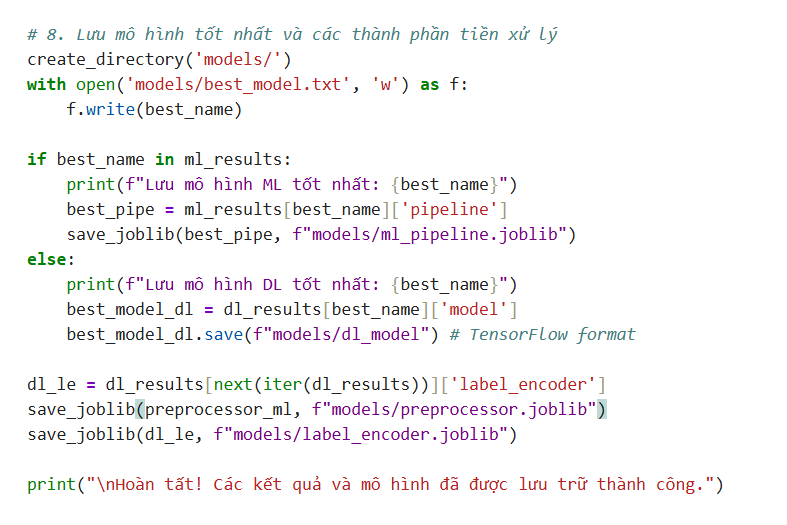 # 8. Lưu mô hình tốt nhất và các thành phần tiền xử lý
create_directory('models/')
with open('models/best_model.txt', 'w') as f:
    f.write(best_name)

if best_name in ml_results:
    print(f"Lưu mô hình ML tốt nhất: {best_name}")
    best_pipe = ml_results[best_name]['pipeline']
    save_joblib(best_pipe, f"models/ml_pipeline.joblib")
else:
    print(f"Lưu mô hình DL tốt nhất: {best_name}")
    best_model_dl = dl_results[best_name]['model']
    best_model_dl.save(f"models/dl_model") # TensorFlow format

dl_le = dl_results[next(iter(dl_results))]['label_encoder']
save_joblib(preprocessor_ml, f"models/preprocessor.joblib")
save_joblib(dl_le, f"models/label_encoder.joblib")

print("\nHoàn tất! Các kết quả và mô hình đã được lưu trữ thành công.")